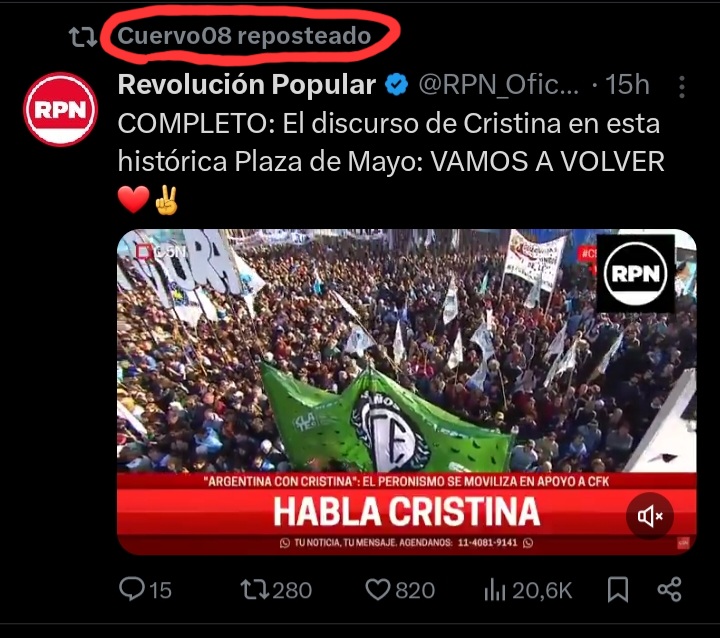 Cuervo08 reposteado
RPN
Revolución Popular @RPN_Ofic... · 15h
COMPLETO: El discurso de Cristina en esta
histórica Plaza de Mayo: VAMOS A VOLVER
❤️✌️
C5N
RPN
"ARGENTINA CON CRISTINA": EL PERONISMO SE MOVILIZA EN APOYO A CFK
HABLA CRISTINA
TU NOTICIA, TU MENSAJE. AGENDANOS: 11-4081-9141
15 280 820 20,6K